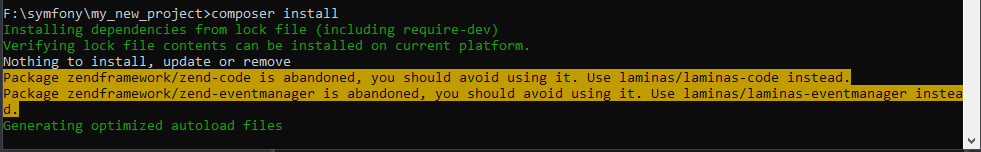 F:\symfony\my_new_project>composer install
Installing dependencies from lock file (including require-dev)
Verifying lock file contents can be installed on current platform.
Nothing to install, update or remove
Package zendframework/zend-code is abandoned, you should avoid using it. Use laminas/laminas-code instead.
Package zendframework/zend-eventmanager is abandoned, you should avoid using it. Use laminas/laminas-eventmanager instea
d.
Generating optimized autoload files